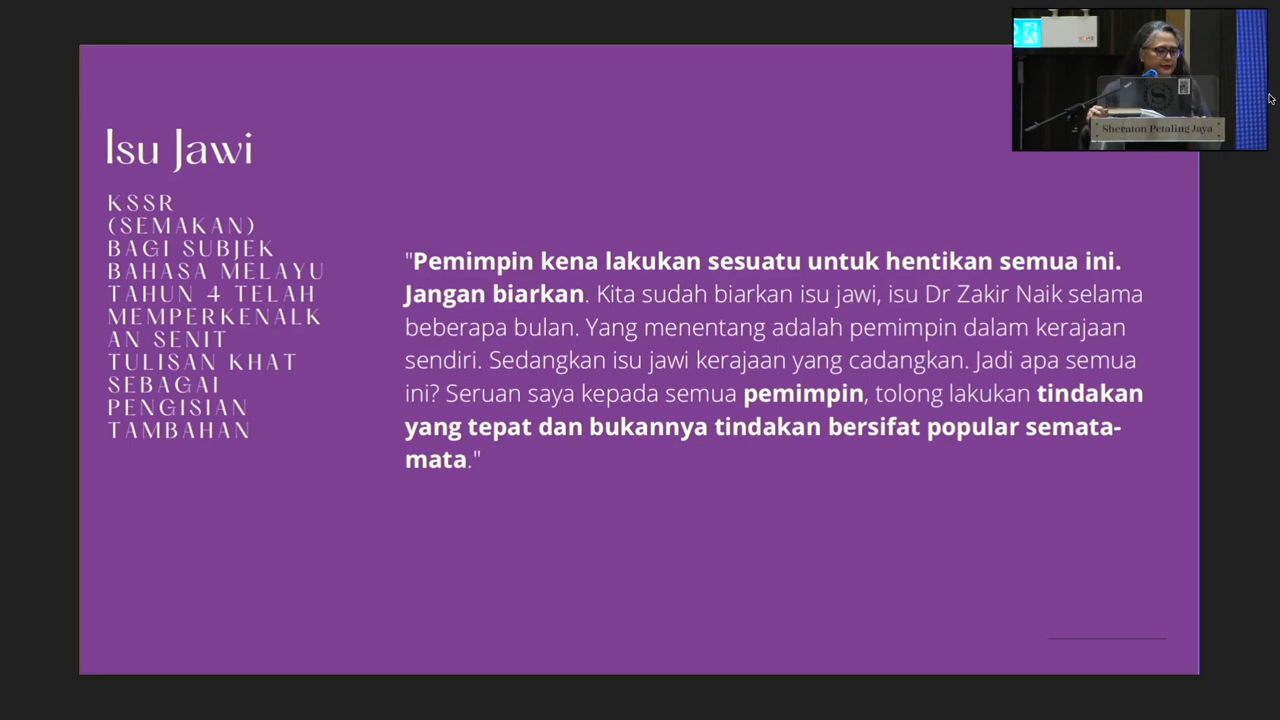 Isu Jawi
KSSR
(SEMAKAN)
BAGI SUBJEK
BAHASA MELAYU
TAHUN 4 TELAH
MEMPERKENALK
AN SENIT
TULISAN KHAT
SEBAGAI
PENGISIAN
TAMBAHAN
"Pemimpin kena lakukan sesuatu untuk hentikan semua ini.
Jangan biarkan. Kita sudah biarkan isu jawi, isu Dr Zakir Naik selama
beberapa bulan. Yang menentang adalah pemimpin dalam kerajaan
sendiri. Sedangkan isu jawi kerajaan yang cadangkan. Jadi apa semua
ini? Seruan saya kepada semua pemimpin, tolong lakukan tindakan
yang tepat dan bukannya tindakan bersifat popular semata-
mata."
Sheraton Petaling Jaya